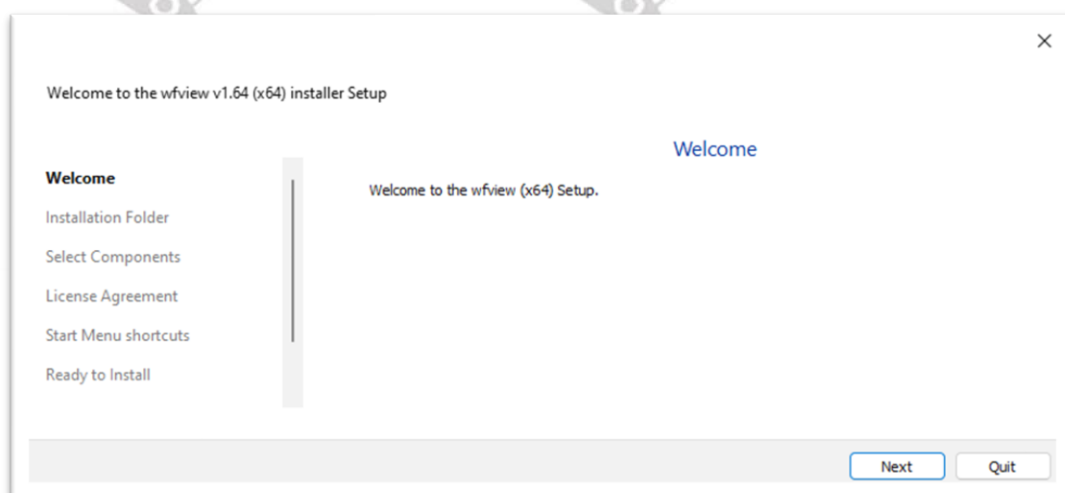 Welcome to the wfview v1.64 (x64) installer Setup
Welcome
Welcome
Welcome to the wfview (x64) Setup.
Installation Folder
Select Components
License Agreement
Start Menu shortcuts
Ready to Install
Next
Quit